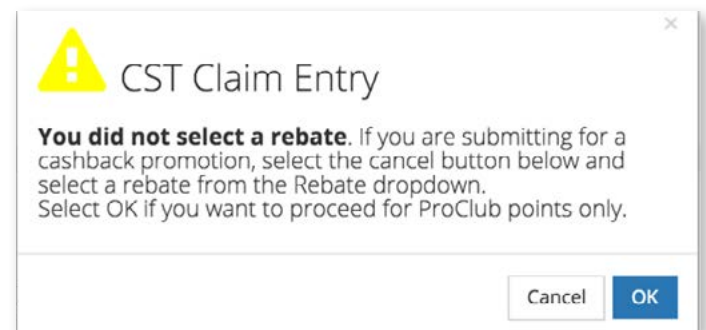 ×
CST Claim Entry
You did not select a rebate. If you are submitting for a
cashback promotion, select the cancel button below and
select a rebate from the Rebate dropdown.
Select OK if you want to proceed for ProClub points only.
Cancel
OK